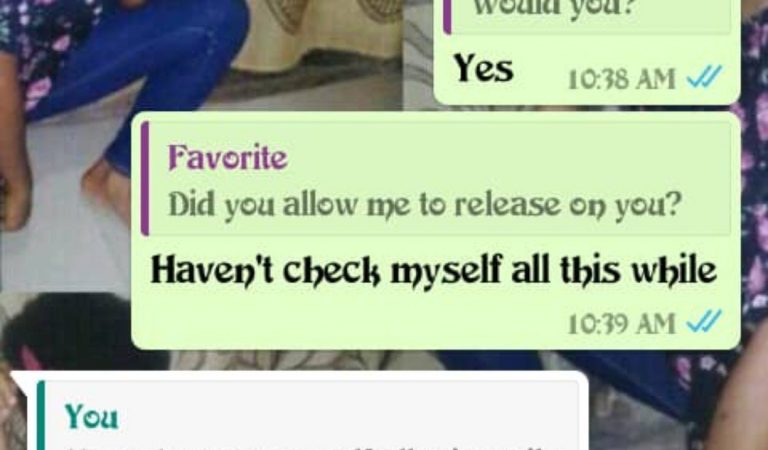 would you?
Yes
10:38 AM
Favorite
Did you allow me to release on you?
Haven't check myself all this while
10:39 AM
You